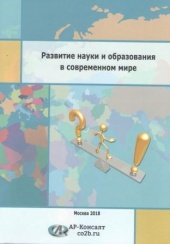 Развитие науки и образования
в современном мире
Москва 2018
АР-Консалт
co2b.ru